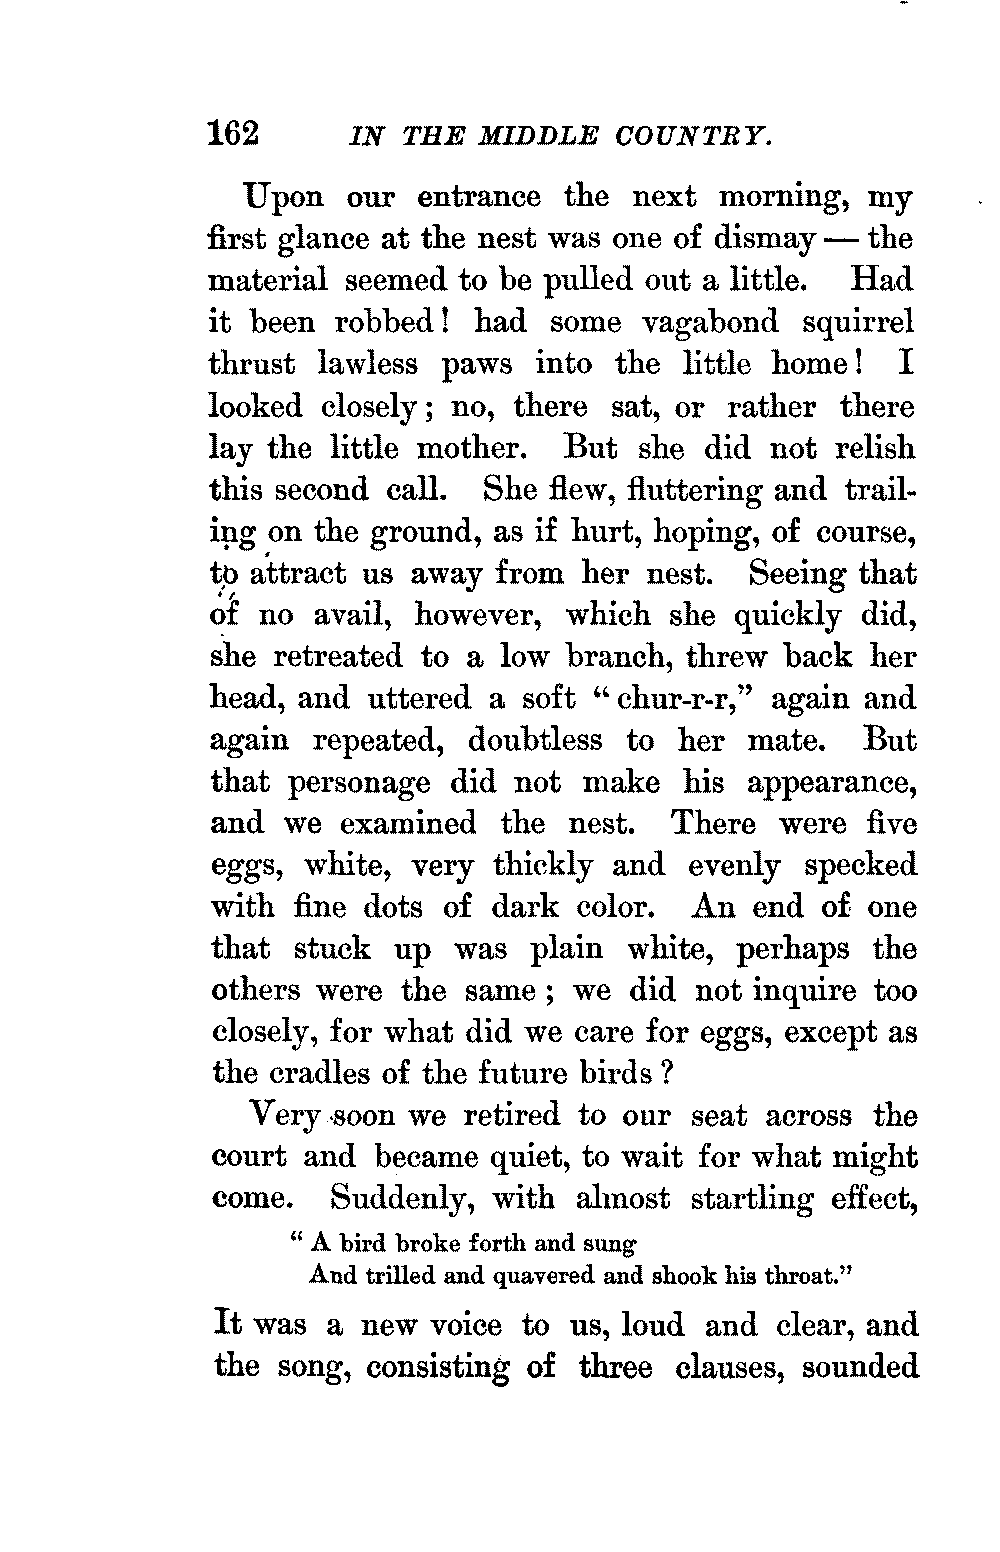 162 IN THE MIDDLE COUNTRY.
Upon our entrance the next morning, my
first glance at the nest was one of dismay — the
material seemed to be pulled out a little. Had
it been robbed! had some vagabond squirrel
thrust lawless paws into the little home! I
looked closely; no, there sat, or rather there
lay the little mother. But she did not relish
this second call. She flew, fluttering and trail-
ing on the ground, as if hurt, hoping, of course,
to attract us away from her nest. Seeing that
of no avail, however, which she quickly did,
she retreated to a low branch, threw back her
head, and uttered a soft "chur-r-r," again and
again repeated, doubtless to her mate. But
that personage did not make his appearance,
and we examined the nest. There were five
eggs, white, very thickly and evenly specked
with fine dots of dark color. An end of one
that stuck up was plain white, perhaps the
others were the same; we did not inquire too
closely, for what did we care for eggs, except as
the cradles of the future birds?
Very soon we retired to our seat across the
court and became quiet, to wait for what might
come. Suddenly, with almost startling effect,
"A bird broke forth and sung
And trilled and quavered and shook his throat."
It was a new voice to us, loud and clear, and
the song, consisting of three clauses, sounded